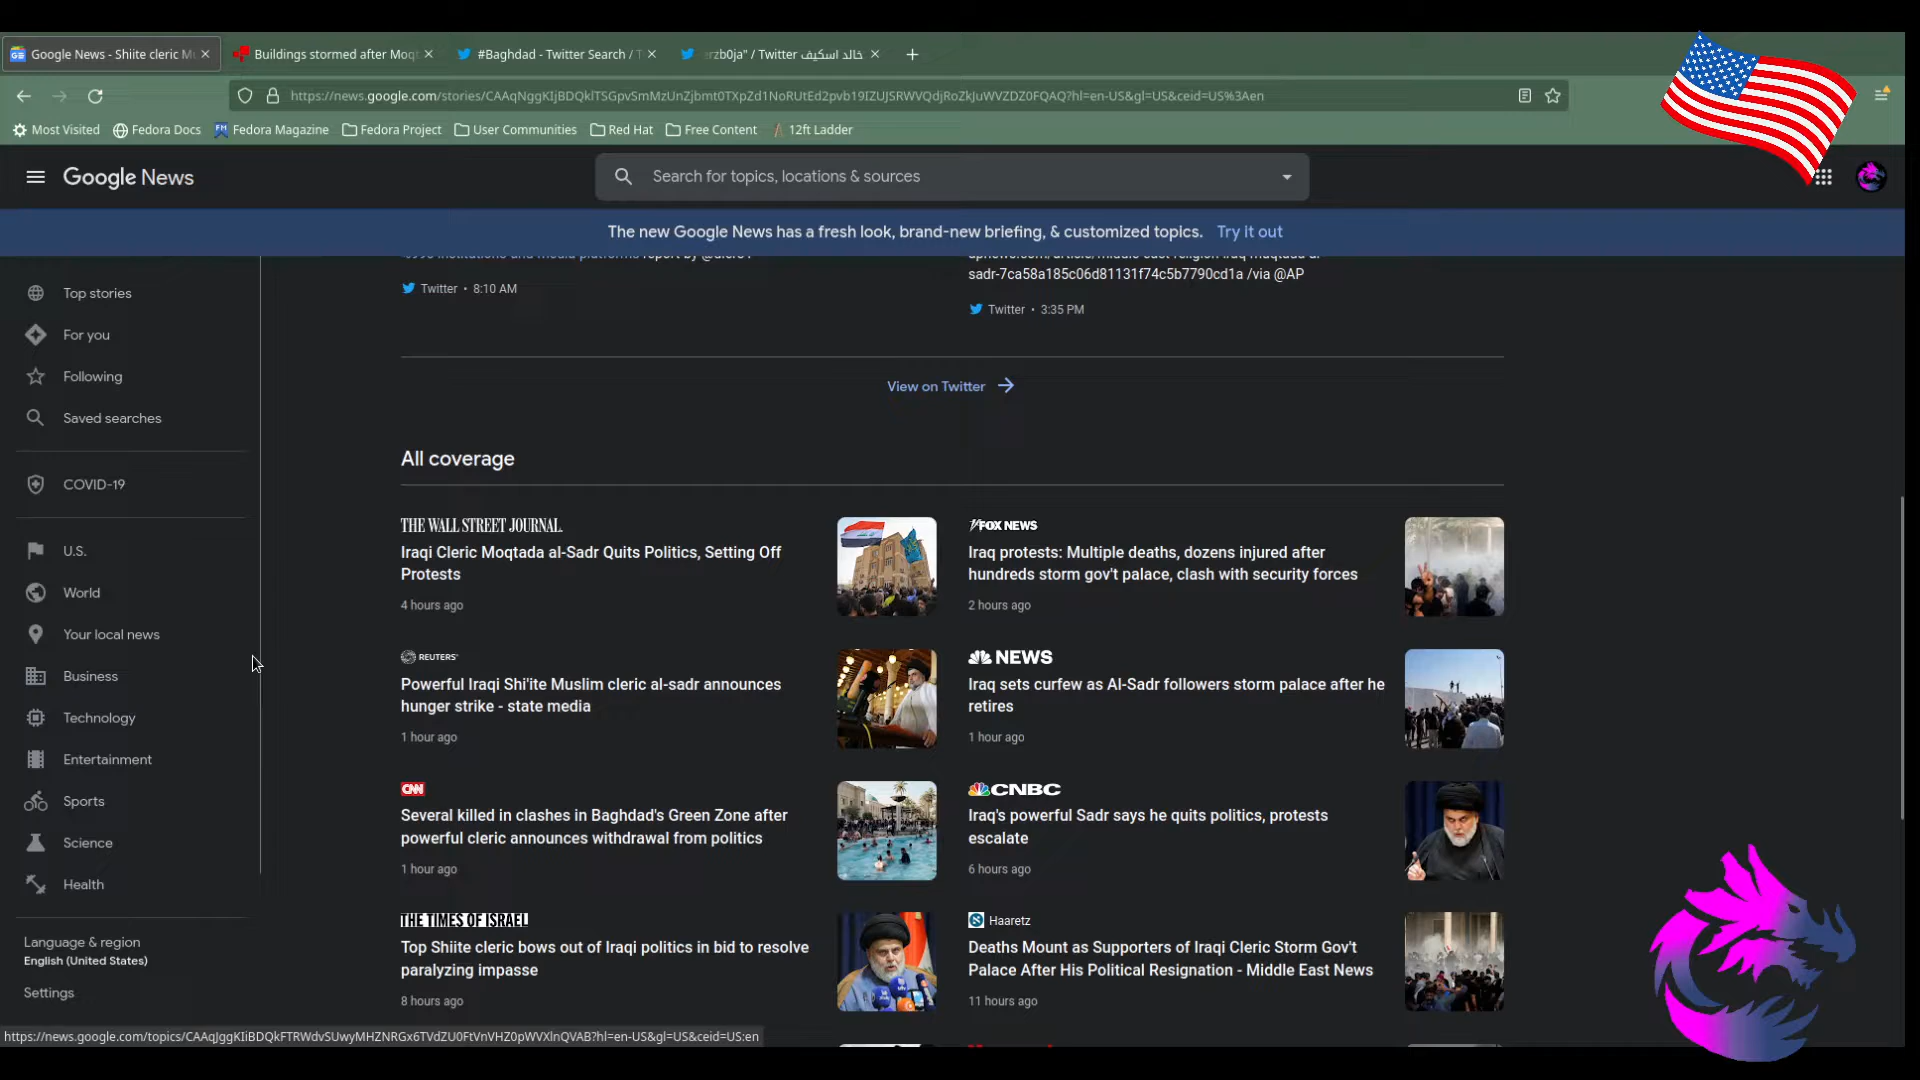 Google News - Shiite cleric M
Buildings stormed after Moqt
#Baghdad - Twitter Search / T
rzb0ja" / Twitter خالد اسكيف
https://news.google.com/stories/CAAqNggKIjBDQklTSGpvSmMzUnZjbmt0TXpZd1NoRUtEd2pvb19IZUJSRWVQdjRoZkJuWVZDZ0FQAQ?hl=en-US&gl=US&ceid=US%3Aen
Most Visited
Fedora Docs
Fedora Magazine
Fedora Project
User Communities
Red Hat
Free Content
12ft Ladder
Google News
Search for topics, locations & sources
The new Google News has a fresh look, brand-new briefing, & customized topics. Try it out
Top stories
For you
Following
Saved searches
COVID-19
U.S.
World
Your local news
Business
Technology
Entertainment
Sports
Science
Health
Language & region
English (United States)
Settings
Twitter • 8:10 AM
sadr-7ca58a185c06d81131f74c5b7790cd1a /via @AP
Twitter • 3:35 PM
View on Twitter
All coverage
THE WALL STREET JOURNAL.
Iraqi Cleric Moqtada al-Sadr Quits Politics, Setting Off
Protests
4 hours ago
FOX NEWS
Iraq protests: Multiple deaths, dozens injured after
hundreds storm gov't palace, clash with security forces
2 hours ago
REUTERS
Powerful Iraqi Shi'ite Muslim cleric al-sadr announces
hunger strike - state media
1 hour ago
NEWS
Iraq sets curfew as Al-Sadr followers storm palace after he
retires
1 hour ago
CNN
Several killed in clashes in Baghdad's Green Zone after
powerful cleric announces withdrawal from politics
1 hour ago
CNBC
Iraq's powerful Sadr says he quits politics, protests
escalate
6 hours ago
THE TIMES OF ISRAEL
Top Shiite cleric bows out of Iraqi politics in bid to resolve
paralyzing impasse
8 hours ago
Haaretz
Deaths Mount as Supporters of Iraqi Cleric Storm Gov't
Palace After His Political Resignation - Middle East News
11 hours ago
https://news.google.com/topics/CAAqJggKIiBDQkFTRWdvSUwyMHZNRGx6TVdZU0FtVnVHZ0pWVXlnQVAB?hl=en-US&gl=US&ceid=US:en